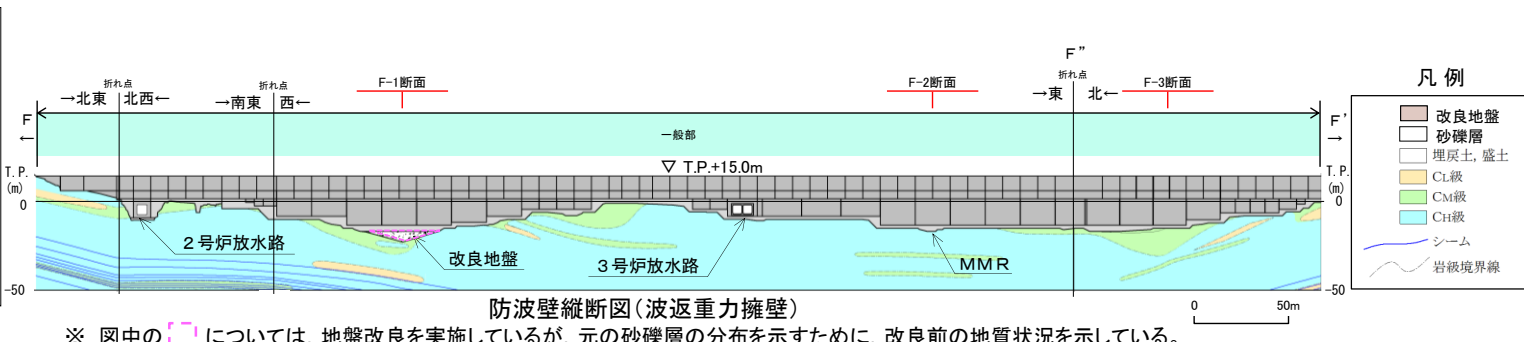 F”
折れ点
→北東 北西←
折れ点
→南東 西←
F-1断面
F-2断面
折れ点
→東 北←
F-3断面
F
←
一般部
F’
→
▽ T.P.+15.0m
T.P.
(m)
0
-50
T.P.
(m)
0
-50
2号炉放水路
改良地盤
3号炉放水路
MMR
防波壁縦断図(波返重力擁壁)
0 50m
凡例
改良地盤
砂礫層
埋戻土, 盛土
CL級
CM級
CH級
シーム
岩級境界線
※ 図中の については、地盤改良を実施しているが、元の砂礫層の分布を示すために、改良前の地質状況を示している。